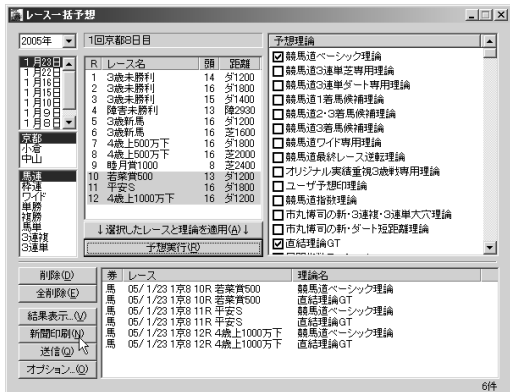 レース一括予想
2005年
1回京都8日目
予想理論
1月23日
1月22日
1月16日
1月15日
1月10日
1月9日
1月8日
京都
小倉
中山
馬連
枠連
ワイド
単勝
複勝
馬単
3連複
3連単
R レース名 頭 距離
1 3歳未勝利 14 ダ1200
2 3歳未勝利 16 ダ1800
3 3歳未勝利 15 ダ1400
4 障害未勝利 13 障2930
5 3歳新馬 16 ダ1200
6 3歳新馬 16 芝1600
7 4歳上500万下 16 ダ1800
8 4歳上500万下 16 芝2000
9 睦月賞1000 8 芝2400
10 若菜賞500 13 ダ1200
11 平安S 16 ダ1800
12 4歳上1000万下 16 ダ1200
↓選択したレースと理論を適用(A)↓
予想実行(R)
競馬道ベーシック理論
競馬道3連単芝専用理論
競馬道3連単ダート専用理論
競馬道1着馬候補理論
競馬道2・3着馬候補理論
競馬道3着馬候補理論
競馬道ワイド専用理論
競馬道最終レース逆転理論
オリジナル実績重視3歳戦専用理論
ユーザ予想印理論
競馬道指数理論
市丸博司の新・3連複・3連単大穴理論
市丸博司の新・ダート短距離理論
直結理論GT
削除(D)
全削除(E)
結果表示...(V)
新聞印刷(N)
送信(Q)
オプション...(O)
券 レース 理論名
馬 05/ 1/23 1京8 10R 若菜賞500 競馬道ベーシック理論
馬 05/ 1/23 1京8 10R 若菜賞500 直結理論GT
馬 05/ 1/23 1京8 11R 平安S 競馬道ベーシック理論
馬 05/ 1/23 1京8 11R 平安S 直結理論GT
馬 05/ 1/23 1京8 12R 4歳上1000万下 競馬道ベーシック理論
馬 05/ 1/23 1京8 12R 4歳上1000万下 直結理論GT
6件